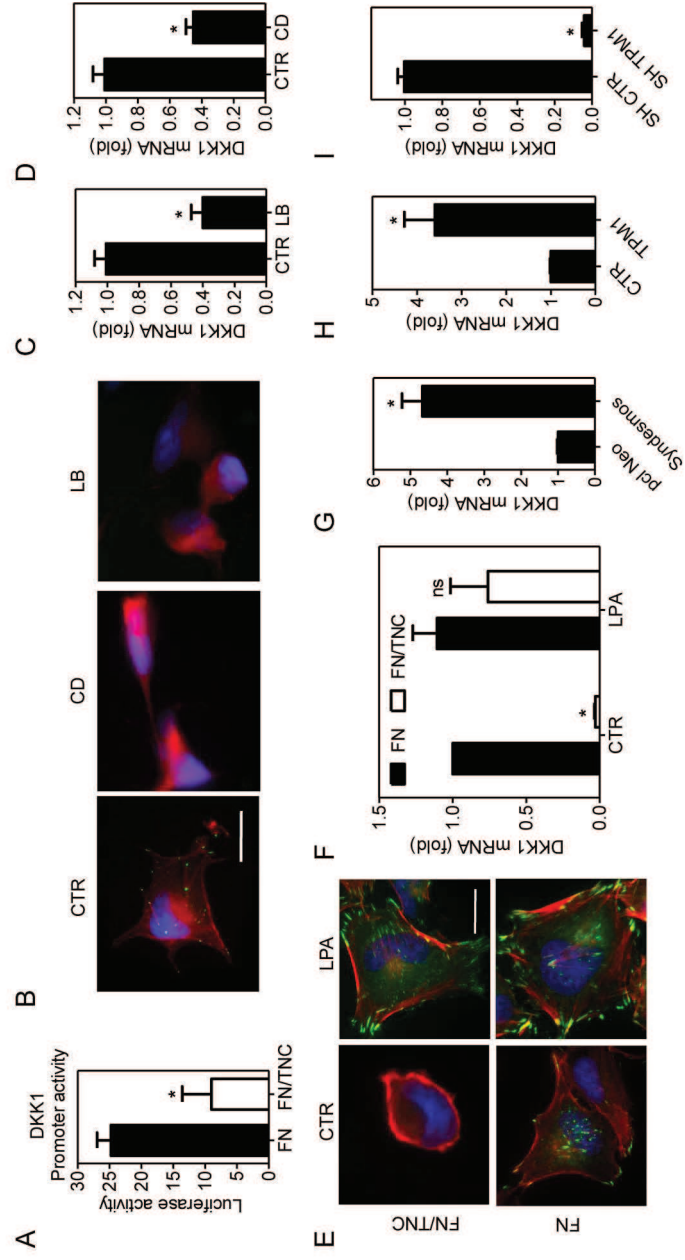 A
DKK1
Promoter activity
Luciferase activity
30
25
20
15
10
5
0
*
FN
FN/TNC
B
CTR
CD
LB
C
DKK1 mRNA (fold)
1.2
1.0
0.8
0.6
0.4
0.2
0.0
*
CTR
LB
D
DKK1 mRNA (fold)
1.2
1.0
0.8
0.6
0.4
0.2
0.0
*
CTR
CD
E
CTR
LPA
FN/TNC
FN
F
DKK1 mRNA (fold)
1.5
1.0
0.5
0.0
FN
FN/TNC
*
ns
CTR
LPA
G
DKK1 mRNA (fold)
6
5
4
3
2
1
0
*
pcI Neo
Syndesmos
H
DKK1 mRNA (fold)
5
4
3
2
1
0
*
CTR
TPM1
I
DKK1 mRNA (fold)
1.0
0.8
0.6
0.4
0.2
0.0
*
SH CTR
SH TPM1